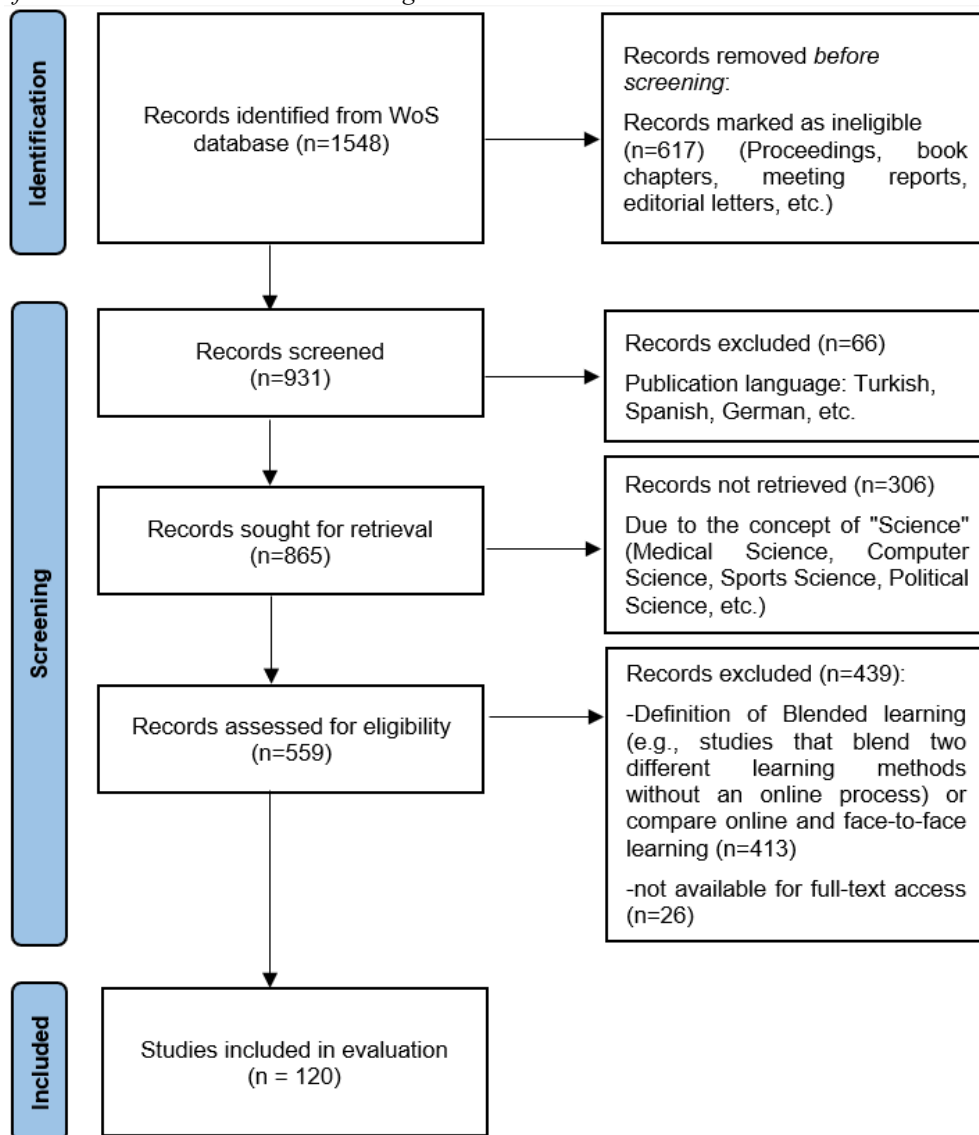 Identification
Records identified from WoS
database (n=1548)
Records removed before
screening:
Records marked as ineligible
(n=617) (Proceedings, book
chapters, meeting reports,
editorial letters, etc.)
Screening
Records screened
(n=931)
Records excluded (n=66)
Publication language: Turkish,
Spanish, German, etc.
Records sought for retrieval
(n=865)
Records not retrieved (n=306)
Due to the concept of "Science"
(Medical Science, Computer
Science, Sports Science, Political
Science, etc.)
Records assessed for eligibility
(n=559)
Records excluded (n=439):
-Definition of Blended learning
(e.g., studies that blend two
different learning methods
without an online process) or
compare online and face-to-face
learning (n=413)
-not available for full-text access
(n=26)
Included
Studies included in evaluation
(n = 120)